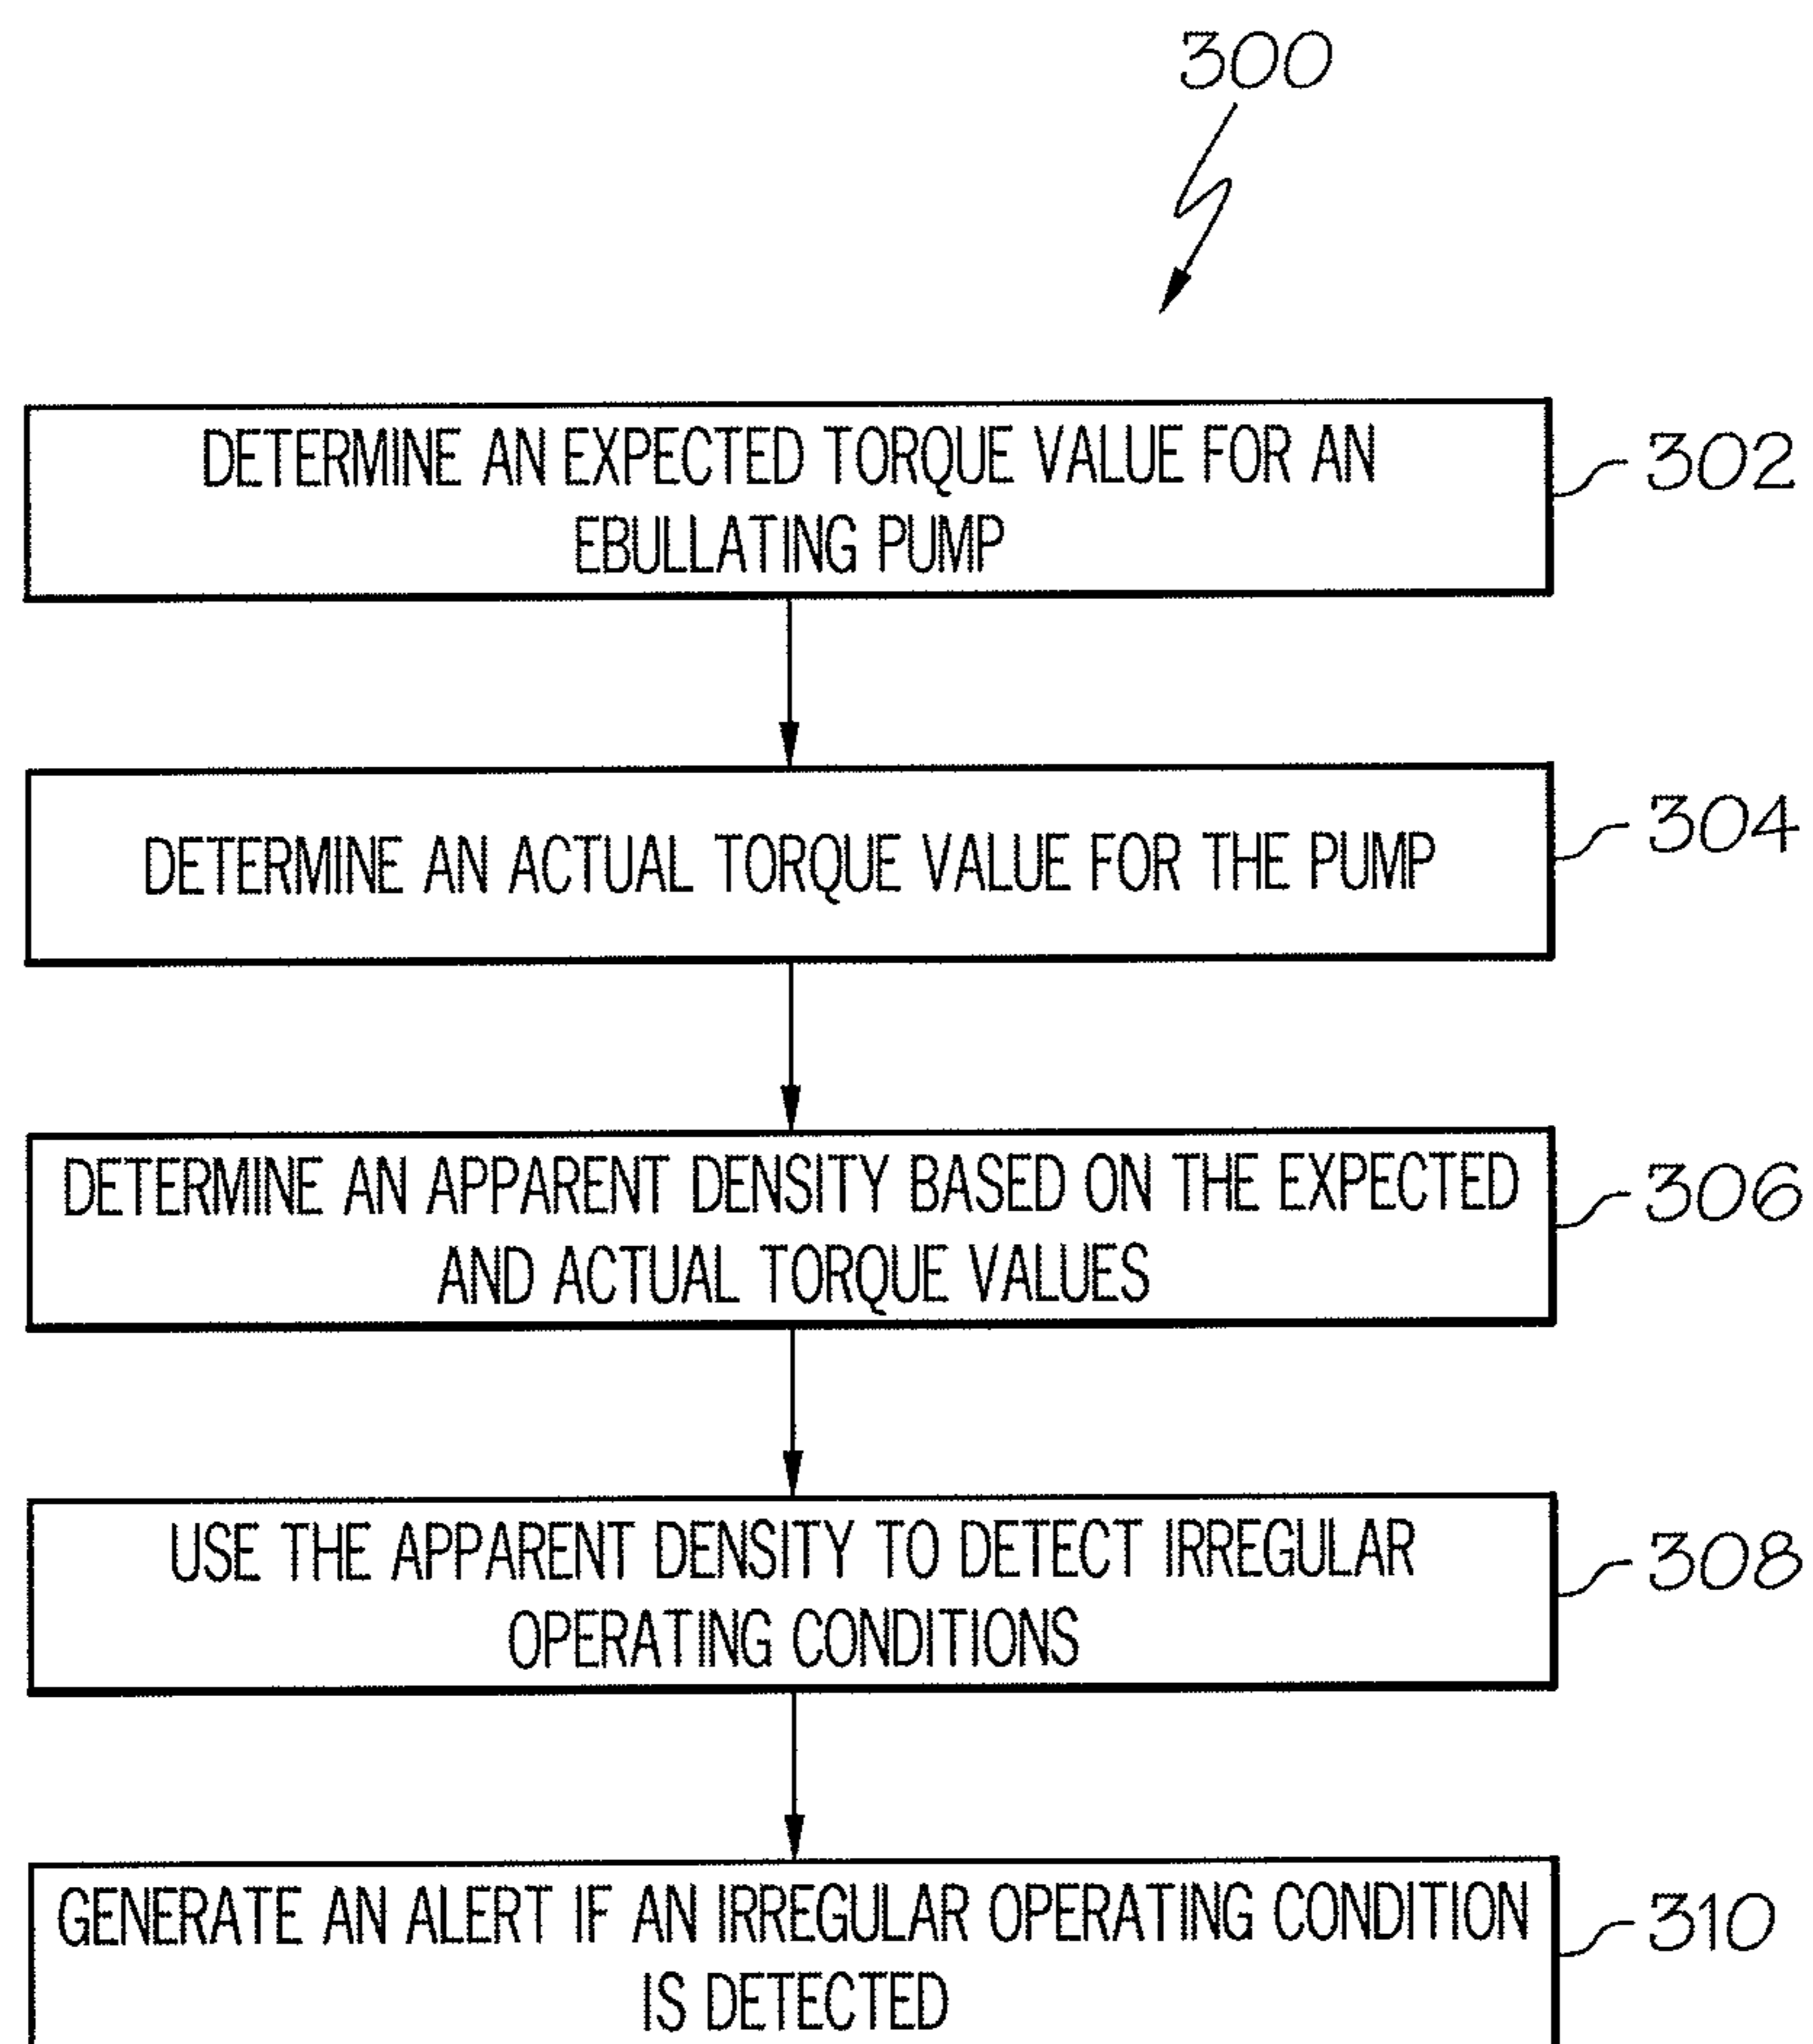 300
DETERMINE AN EXPECTED TORQUE VALUE FOR AN
EBULLATING PUMP
302
DETERMINE AN ACTUAL TORQUE VALUE FOR THE PUMP
304
DETERMINE AN APPARENT DENSITY BASED ON THE EXPECTED
AND ACTUAL TORQUE VALUES
306
USE THE APPARENT DENSITY TO DETECT IRREGULAR
OPERATING CONDITIONS
308
GENERATE AN ALERT IF AN IRREGULAR OPERATING CONDITION
IS DETECTED
310